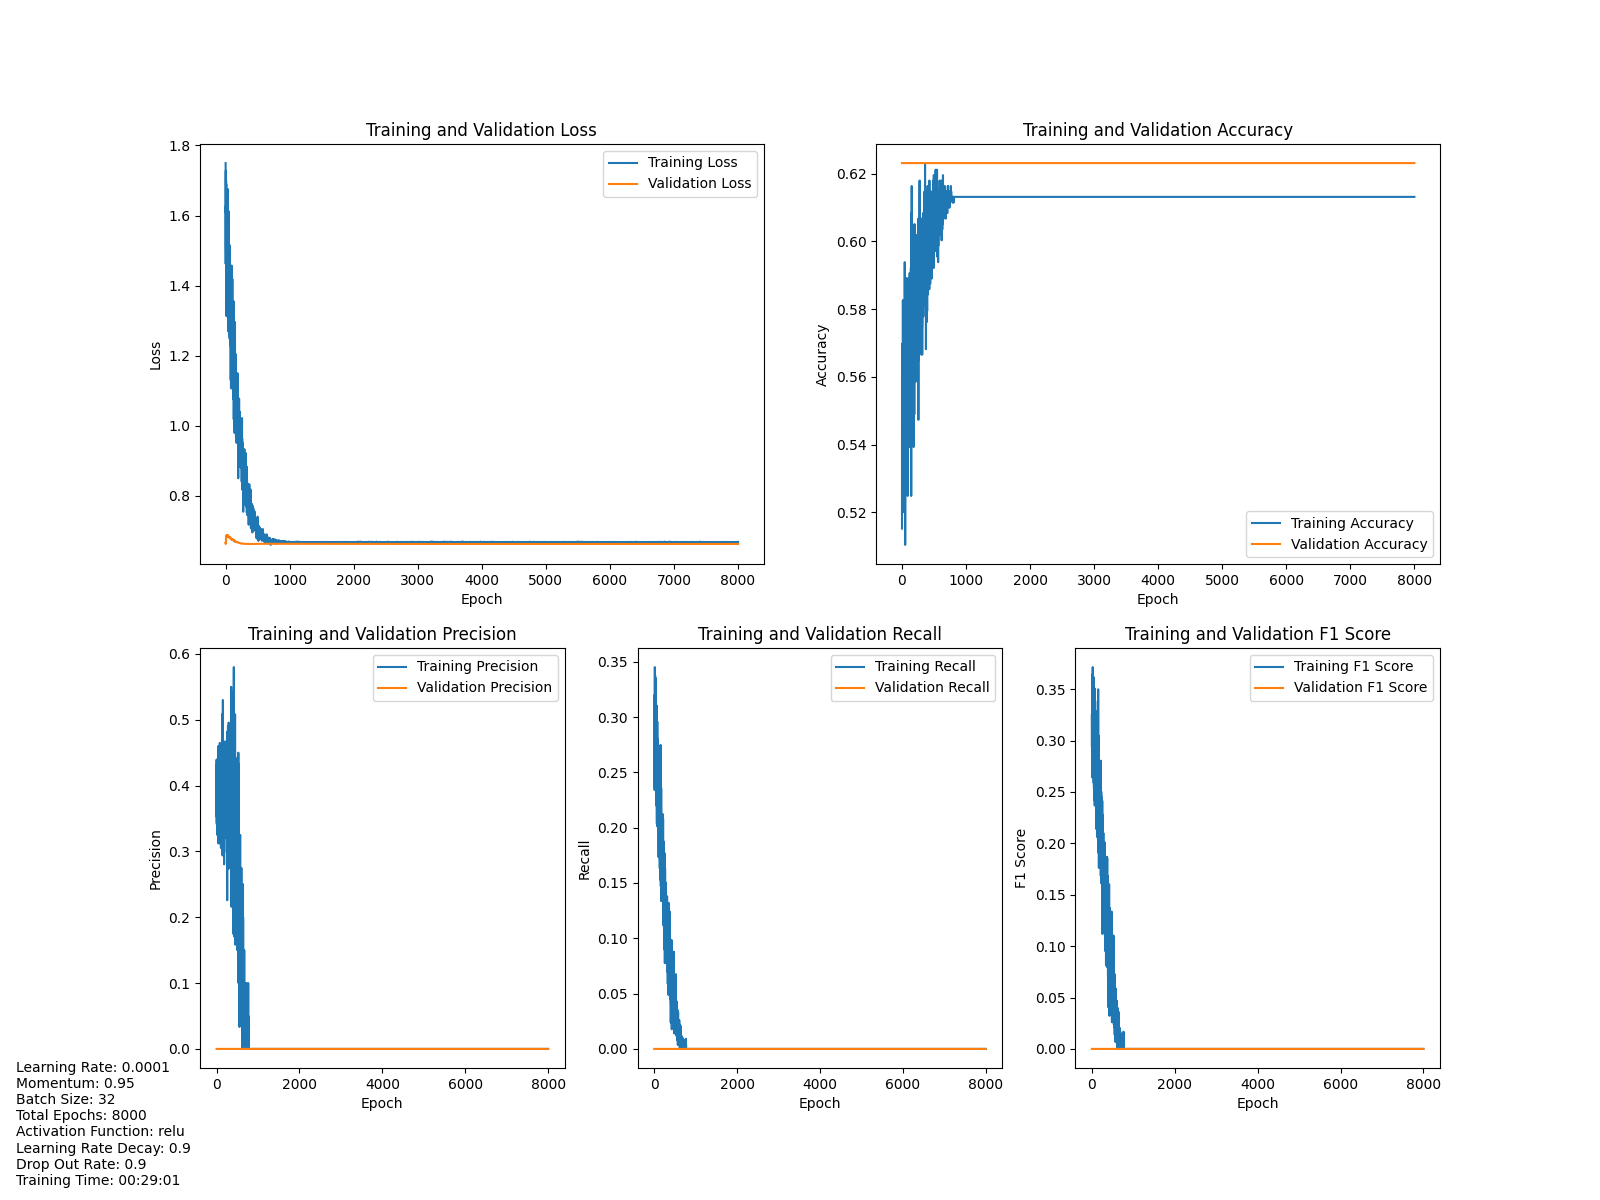 Training and Validation Loss
1.8
1.6
1.4
1.2
1.0
0.8
Loss
0 1000 2000 3000 4000 5000 6000 7000 8000
Epoch
Training Loss
Validation Loss
Training and Validation Accuracy
0.62
0.60
0.58
0.56
0.54
0.52
Accuracy
0 1000 2000 3000 4000 5000 6000 7000 8000
Epoch
Training Accuracy
Validation Accuracy
Training and Validation Precision
0.6
0.5
0.4
0.3
0.2
0.1
0.0
Precision
0 2000 4000 6000 8000
Epoch
Training Precision
Validation Precision
Training and Validation Recall
0.35
0.30
0.25
0.20
0.15
0.10
0.05
0.00
Recall
0 2000 4000 6000 8000
Epoch
Training Recall
Validation Recall
Training and Validation F1 Score
0.35
0.30
0.25
0.20
0.15
0.10
0.05
0.00
F1 Score
0 2000 4000 6000 8000
Epoch
Training F1 Score
Validation F1 Score
Learning Rate: 0.0001
Momentum: 0.95
Batch Size: 32
Total Epochs: 8000
Activation Function: relu
Learning Rate Decay: 0.9
Drop Out Rate: 0.9
Training Time: 00:29:01